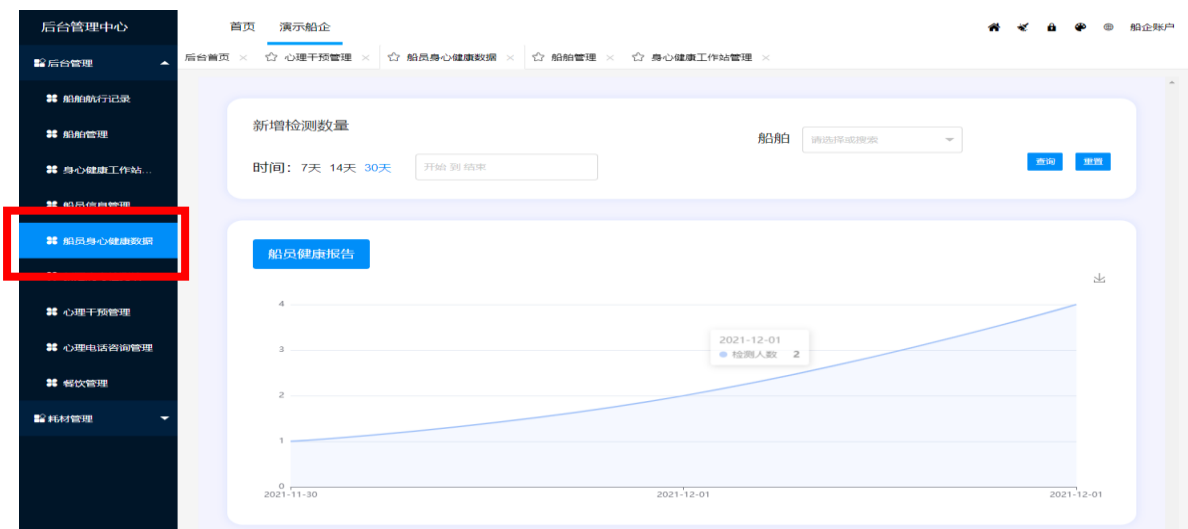 后台管理中心
首页 演示船企
船企账户
后台管理
后台首页 心理干预管理 船员身心健康数据 船舶管理 身心健康工作站管理
船舶航行记录
船舶管理
身心健康工作站...
船员信息管理
船员身心健康数据
心理干预管理
心理电话咨询管理
餐饮管理
耗材管理
新增检测数量
船舶 请选择或搜索
时间: 7天 14天 30天 开始 到 结束
查询 重置
船员健康报告
4
3
2
1
0
2021-12-01
检测人数 2
2021-11-30 2021-12-01 2021-12-01